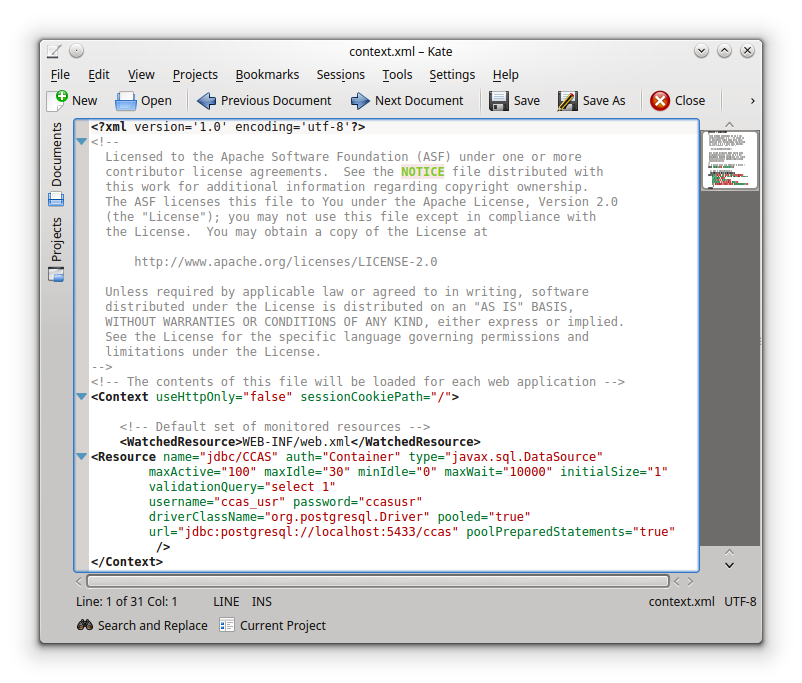 context.xml – Kate
File Edit View Projects Bookmarks Sessions Tools Settings Help
New Open Previous Document Next Document Save Save As Close
Documents
Projects
<?xml version='1.0' encoding='utf-8'?>
<!--
  Licensed to the Apache Software Foundation (ASF) under one or more
  contributor license agreements.  See the NOTICE file distributed with
  this work for additional information regarding copyright ownership.
  The ASF licenses this file to You under the Apache License, Version 2.0
  (the "License"); you may not use this file except in compliance with
  the License.  You may obtain a copy of the License at
      http://www.apache.org/licenses/LICENSE-2.0
  Unless required by applicable law or agreed to in writing, software
  distributed under the License is distributed on an "AS IS" BASIS,
  WITHOUT WARRANTIES OR CONDITIONS OF ANY KIND, either express or implied.
  See the License for the specific language governing permissions and
  limitations under the License.
-->
<!-- The contents of this file will be loaded for each web application -->
<Context useHttpOnly="false" sessionCookiePath="/">
    <!-- Default set of monitored resources -->
    <WatchedResource>WEB-INF/web.xml</WatchedResource>
<Resource name="jdbc/CCAS" auth="Container" type="javax.sql.DataSource"
        maxActive="100" maxIdle="30" minIdle="0" maxWait="10000" initialSize="1"
        validationQuery="select 1"
        username="ccas_usr" password="ccasusr"
        driverClassName="org.postgresql.Driver" pooled="true"
        url="jdbc:postgresql://localhost:5433/ccas" poolPreparedStatements="true"
         />
</Context>
Line: 1 of 31 Col: 1 LINE INS context.xml UTF-8
Search and Replace Current Project